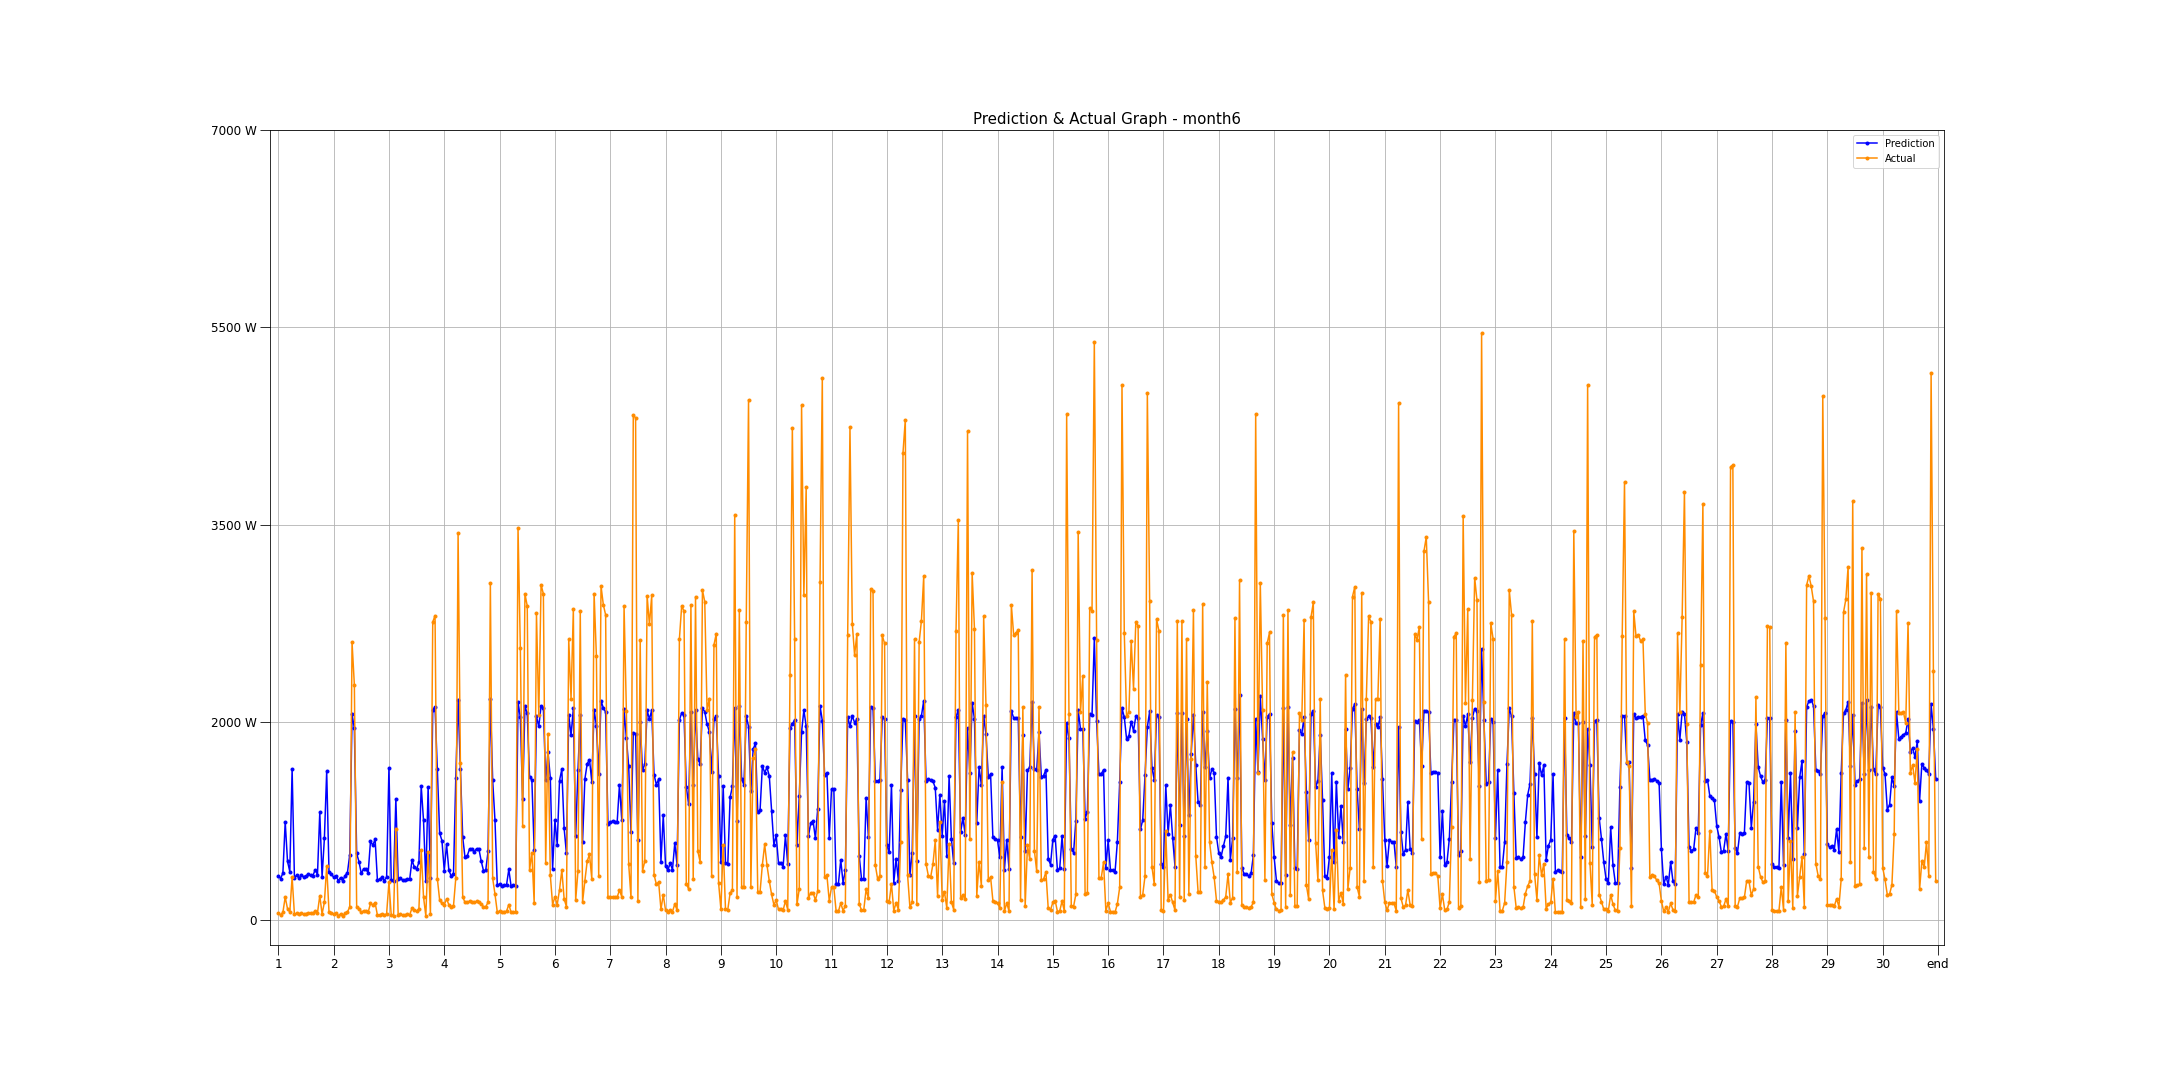 Prediction & Actual Graph - month6
7000 W
Prediction
Actual
5500 W
3500 W
2000 W
0
1 2 3 4 5 6 7 8 9 10 11 12 13 14 15 16 17 18 19 20 21 22 23 24 25 26 27 28 29 30 end